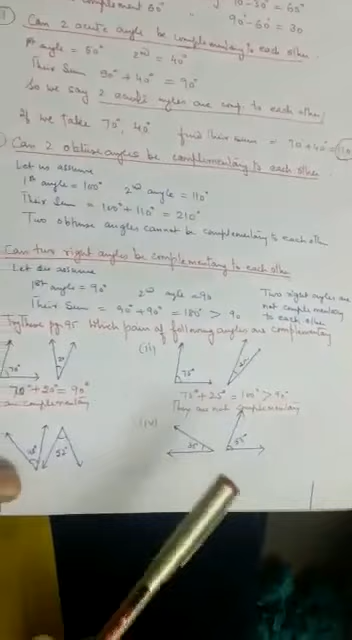 complement 60°
90°-60° = 30
Can 2 acute angle be complementary to each other
1st angle = 50° 2nd = 40°
Their Sum 50° + 40° = 90°
So we say 2 acute angles are comp. to each other
If we take 70°, 40° find their sum = 70+40 = 110
Can 2 obtuse angles be complementary to each other.
Let us assume
1st angle = 100° 2nd angle = 110°
Their Sum = 100° + 110° = 210°
Two obtuse angles cannot be complementary to each other
Can two right angles be complementary to each other
Let us assume
1st angle = 90° 2nd angle = 90
Two right angles are
not complementary
to each other
Their Sum = 90° + 90° = 180° > 90
Try these pg. 95 Which pair of following angles are complementary
(iii)
70°
20°
75°
25°
70°+20° = 90°
are complementary
75° + 25° = 100° > 90°
They are not complementary
(iv)